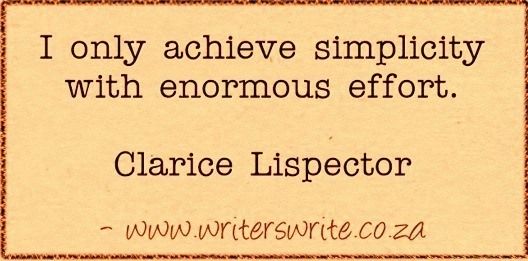 I only achieve simplicity
with enormous effort.
Clarice Lispector
- www.writerswrite.co.za